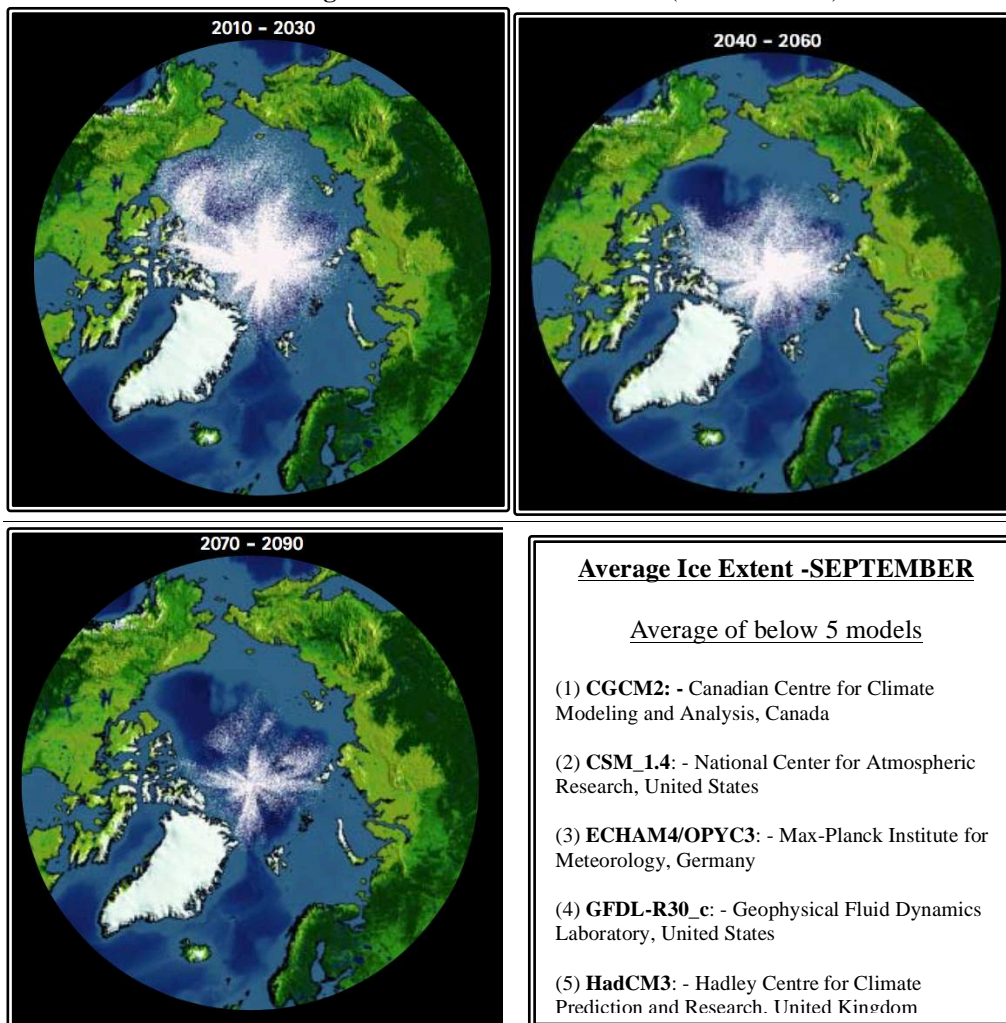 2010 – 2030
2040 – 2060
2070 – 2090
Average Ice Extent -SEPTEMBER
Average of below 5 models
(1) CGCM2: - Canadian Centre for Climate
Modeling and Analysis, Canada
(2) CSM_1.4: - National Center for Atmospheric
Research, United States
(3) ECHAM4/OPYC3: - Max-Planck Institute for
Meteorology, Germany
(4) GFDL-R30_c: - Geophysical Fluid Dynamics
Laboratory, United States
(5) HadCM3: - Hadley Centre for Climate
Prediction and Research, United Kingdom